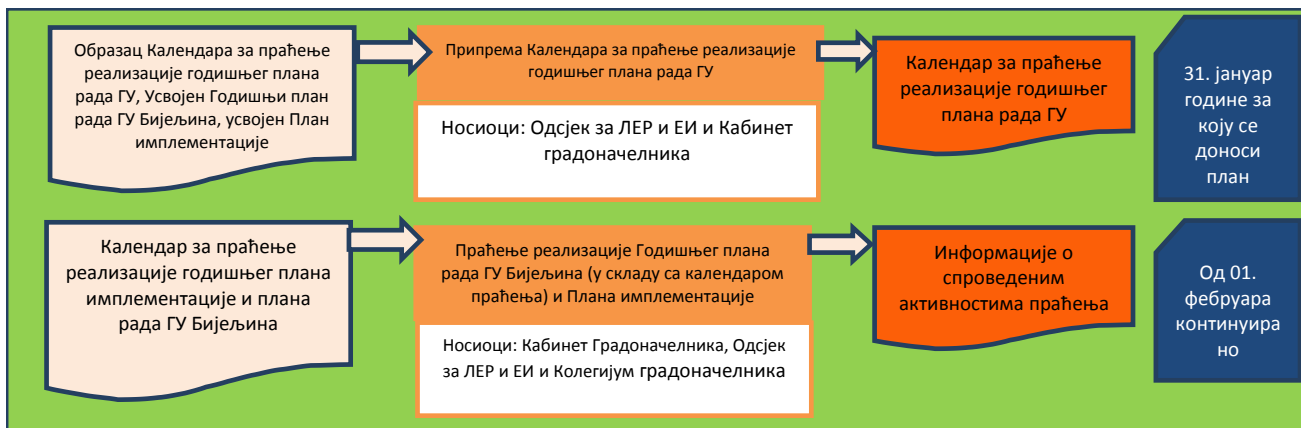 Образац Календара за праћење
реализације годишњег плана
рада ГУ, Усвојен Годишњи план
рада ГУ Бијељина, усвојен План
имплементације
Припрема Календара за праћење реализације
годишњег плана рада ГУ
Носиоци: Одсјек за ЛЕР и ЕИ и Кабинет
градоначелника
Календар за праћење
реализације годишњег
плана рада ГУ
31. јануар
године за
коју се
доноси
план
Календар за праћење
реализације годишњег плана
имплементације и плана
рада ГУ Бијељина
Праћење реализације Годишњег плана
рада ГУ Бијељина (у складу са календаром
праћења) и Плана имплементације
Носиоци: Кабинет Градоначелника, Одсјек
за ЛЕР и ЕИ и Колегијум градоначелника
Информације о
спроведеним
активностима праћења
Од 01.
фебруара
континуира
но